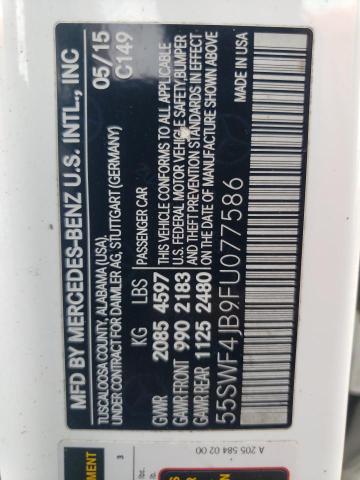 MFD BY MERCEDES-BENZ U.S. INTL., INC
TUSCALOOSA COUNTY, ALABAMA (USA),
UNDER CONTRACT FOR DAIMLER AG, STUTTGART (GERMANY)
05/15
C149
PASSENGER CAR
KG LBS
GVWR 2085 4597
GAWR FRONT 990 2183
GAWR REAR 1125 2480
THIS VEHICLE CONFORMS TO ALL APPLICABLE
U.S. FEDERAL MOTOR VEHICLE SAFETY, BUMPER
AND THEFT PREVENTION STANDARDS IN EFFECT
ON THE DATE OF MANUFACTURE SHOWN ABOVE
55SWF4JB9FU077586
A 205 584 02 00
3
lbs.